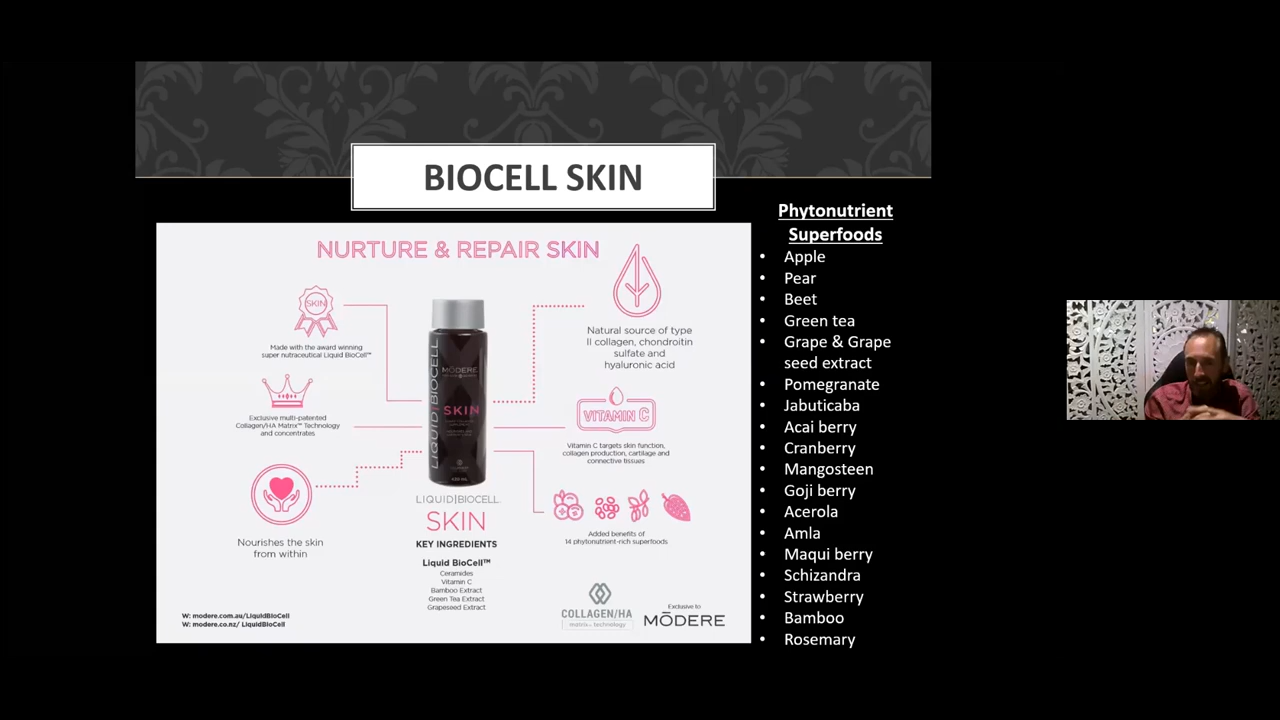 BIOCELL SKIN
NURTURE & REPAIR SKIN
SKIN
Made with the award winning
super nutraceutical Liquid BioCell™
Exclusive multi-patented
Collagen/HA Matrix™ Technology
and concentrates
Nourishes the skin
from within
W: modere.com.au/LiquidBioCell
W: modere.co.nz/ LiquidBioCell
LIQUID|BIOCELL
MODERE
SKIN
LIQUID|BIOCELL
SKIN
KEY INGREDIENTS
Liquid BioCell™
Ceramides
Vitamin C
Bamboo Extract
Green Tea Extract
Grapeseed Extract
Natural source of type
II collagen, chondroitin
sulfate and
hyaluronic acid
VITAMIN C
Vitamin C targets skin function,
collagen production, cartilage and
connective tissues
Added benefits of
14 phytonutrient-rich superfoods
COLLAGEN/HA
matrix technology
Exclusive to
MŌDERE
Phytonutrient
Superfoods
• Apple
• Pear
• Beet
• Green tea
• Grape & Grape
seed extract
• Pomegranate
• Jabuticaba
• Acai berry
• Cranberry
• Mangosteen
• Goji berry
• Acerola
• Amla
• Maqui berry
• Schizandra
• Strawberry
• Bamboo
• Rosemary